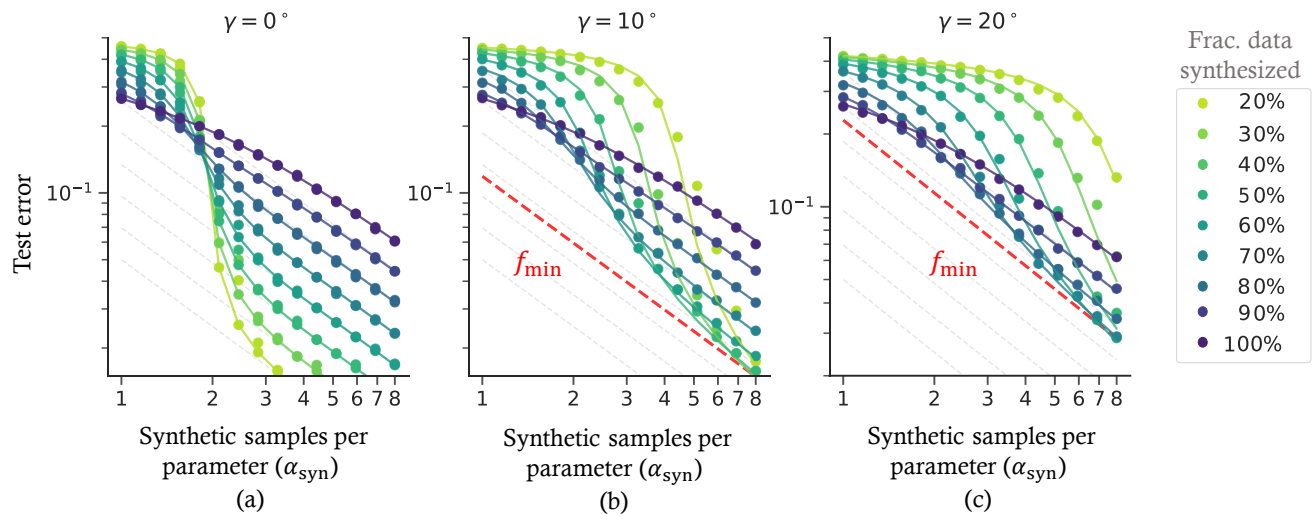 γ = 0°
γ = 10°
γ = 20°
Test error
10⁻¹
10⁻¹
10⁻¹
f_min
f_min
1 2 3 4 5 6 7 8
1 2 3 4 5 6 7 8
1 2 3 4 5 6 7 8
Synthetic samples per
parameter (α_syn)
(a)
Synthetic samples per
parameter (α_syn)
(b)
Synthetic samples per
parameter (α_syn)
(c)
Frac. data
synthesized
20%
30%
40%
50%
60%
70%
80%
90%
100%